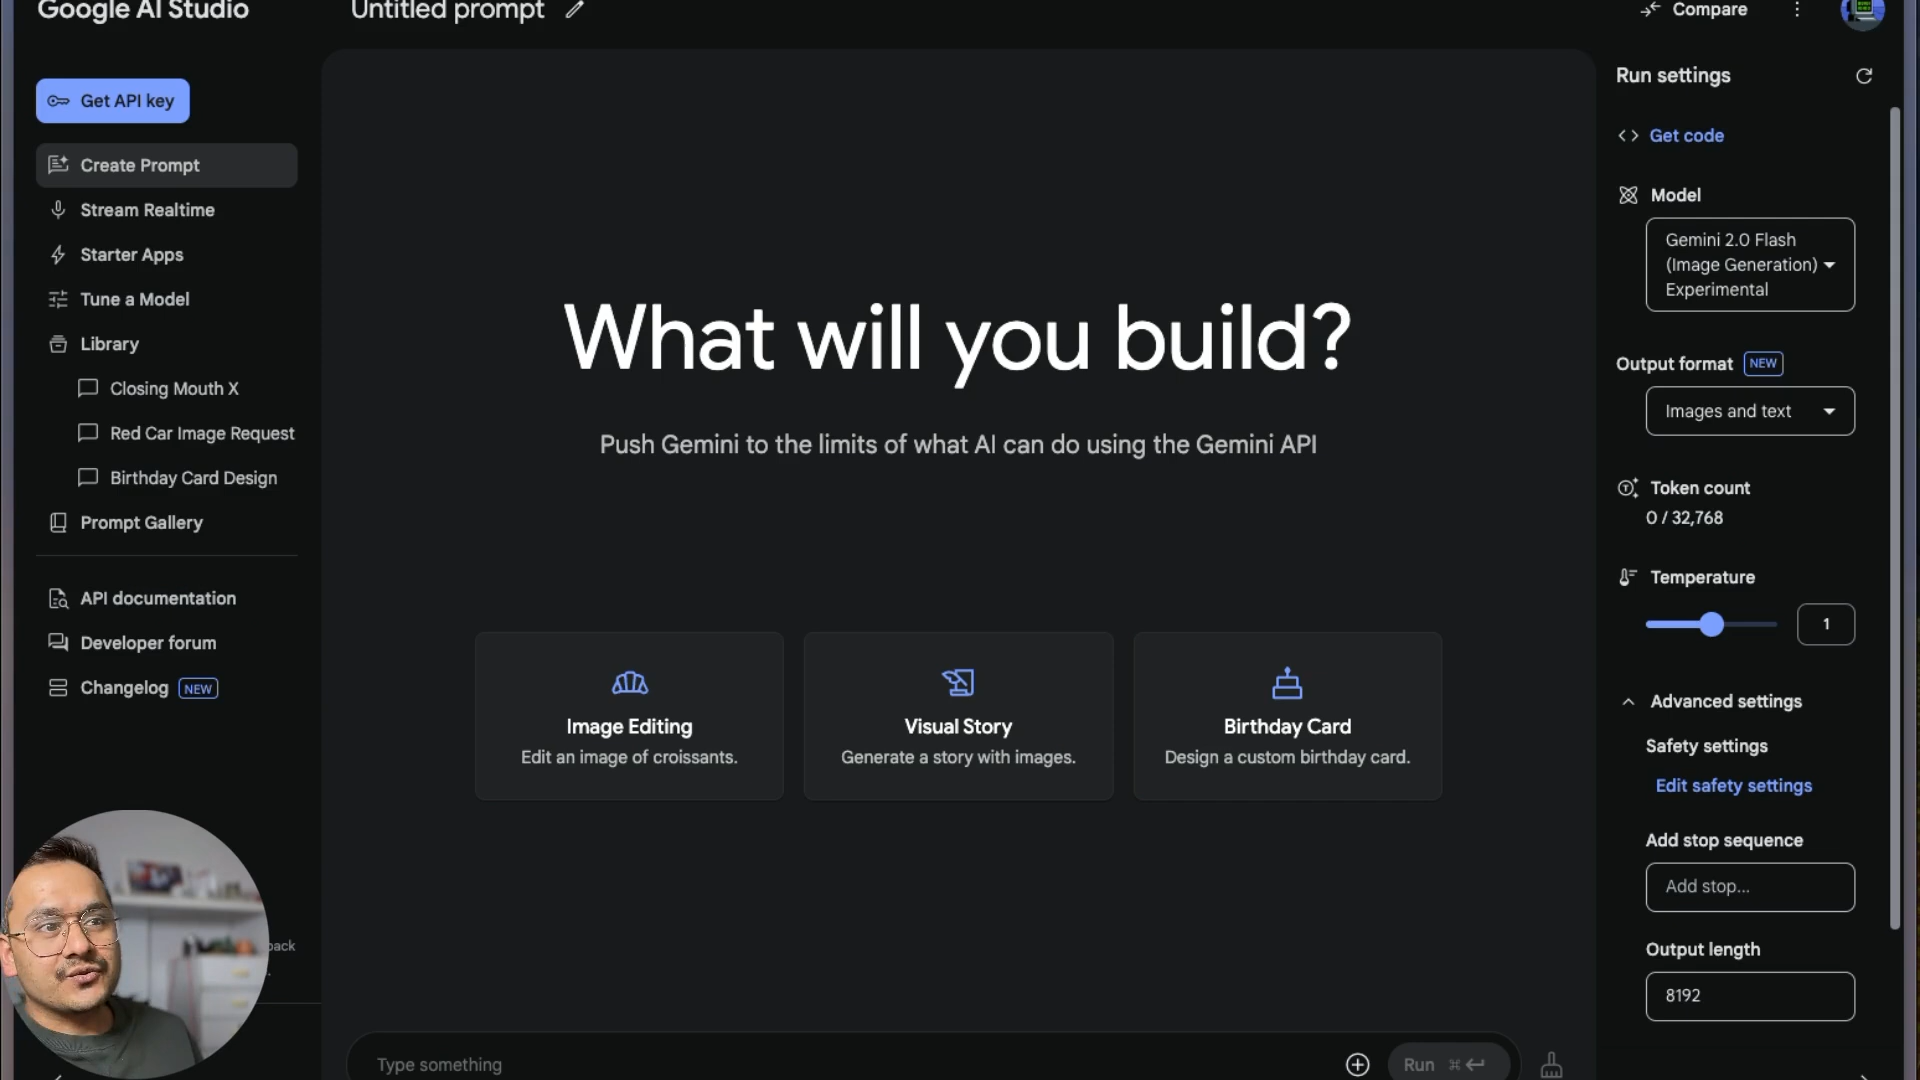 Google AI Studio
Untitled prompt
Compare
Get API key
Create Prompt
Stream Realtime
Starter Apps
Tune a Model
Library
Closing Mouth X
Red Car Image Request
Birthday Card Design
Prompt Gallery
API documentation
Developer forum
Changelog NEW
What will you build?
Push Gemini to the limits of what AI can do using the Gemini API
Image Editing
Edit an image of croissants.
Visual Story
Generate a story with images.
Birthday Card
Design a custom birthday card.
Type something
Run ⌘↵
Run settings
<> Get code
Model
Gemini 2.0 Flash
(Image Generation)
Experimental
Output format NEW
Images and text
Token count
0 / 32,768
Temperature
1
Advanced settings
Safety settings
Edit safety settings
Add stop sequence
Add stop...
Output length
8192